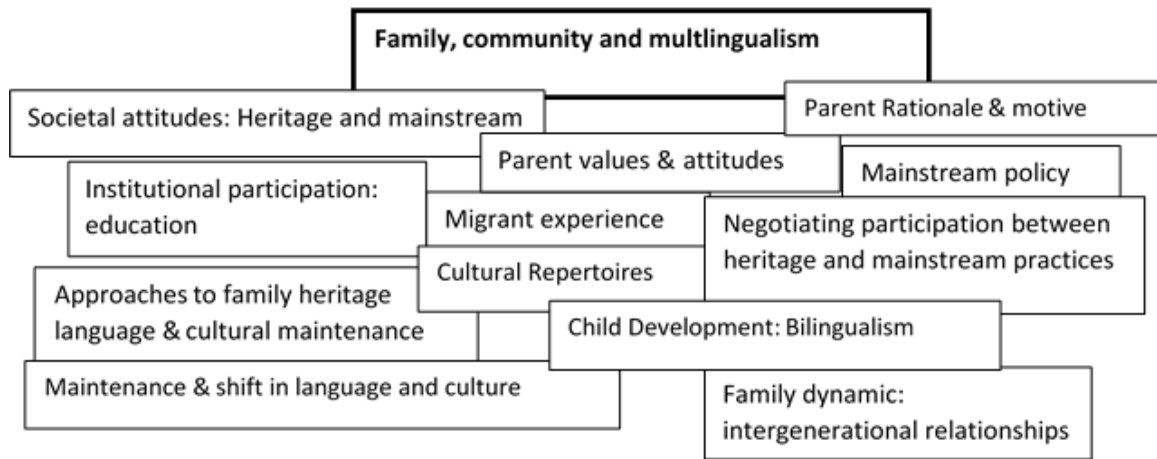 Family, community and multlingualism
Societal attitudes: Heritage and mainstream
Parent Rationale & motive
Parent values & attitudes
Mainstream policy
Institutional participation:
education
Migrant experience
Negotiating participation between
heritage and mainstream practices
Cultural Repertoires
Approaches to family heritage
language & cultural maintenance
Child Development: Bilingualism
Maintenance & shift in language and culture
Family dynamic:
intergenerational relationships